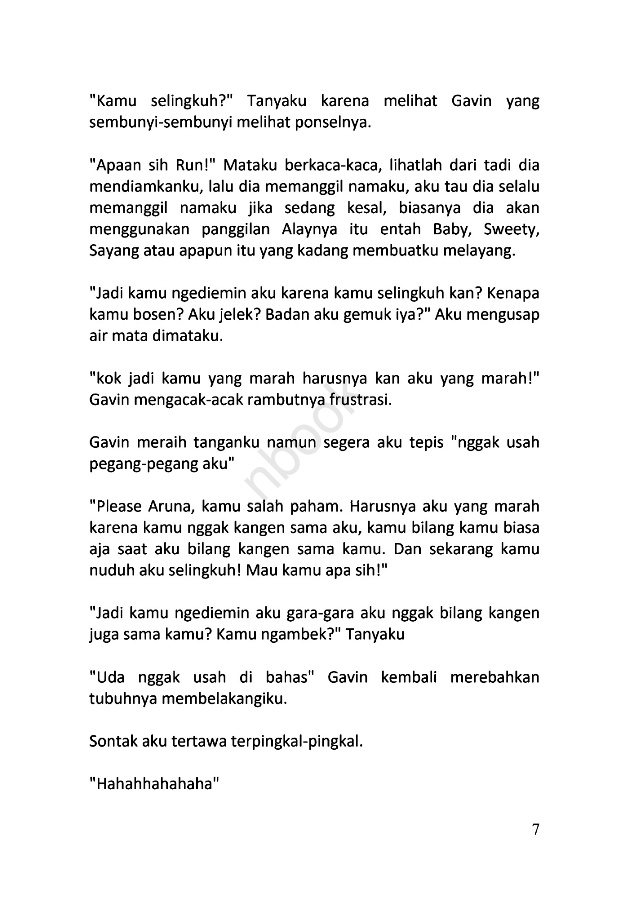 "Kamu selingkuh?" Tanyaku karena melihat Gavin yang
sembunyi-sembunyi melihat ponselnya.
"Apaan sih Run!" Mataku berkaca-kaca, lihatlah dari tadi dia
mendiamkanku, lalu dia memanggil namaku, aku tau dia selalu
memanggil namaku jika sedang kesal, biasanya dia akan
menggunakan panggilan Alaynya itu entah Baby, Sweety,
Sayang atau apapun itu yang kadang membuatku melayang.
"Jadi kamu ngediemin aku karena kamu selingkuh kan? Kenapa
kamu bosen? Aku jelek? Badan aku gemuk iya?" Aku mengusap
air mata dimataku.
"kok jadi kamu yang marah harusnya kan aku yang marah!"
Gavin mengacak-acak rambutnya frustrasi.
Gavin meraih tanganku namun segera aku tepis "nggak usah
pegang-pegang aku"
"Please Aruna, kamu salah paham. Harusnya aku yang marah
karena kamu nggak kangen sama aku, kamu bilang kamu biasa
aja saat aku bilang kangen sama kamu. Dan sekarang kamu
nuduh aku selingkuh! Mau kamu apa sih!"
"Jadi kamu ngediemin aku gara-gara aku nggak bilang kangen
juga sama kamu? Kamu ngambek?" Tanyaku
"Uda nggak usah di bahas" Gavin kembali merebahkan
tubuhnya membelakangiku.
Sontak aku tertawa terpingkal-pingkal.
"Hahahhahahaha"
7
nbook